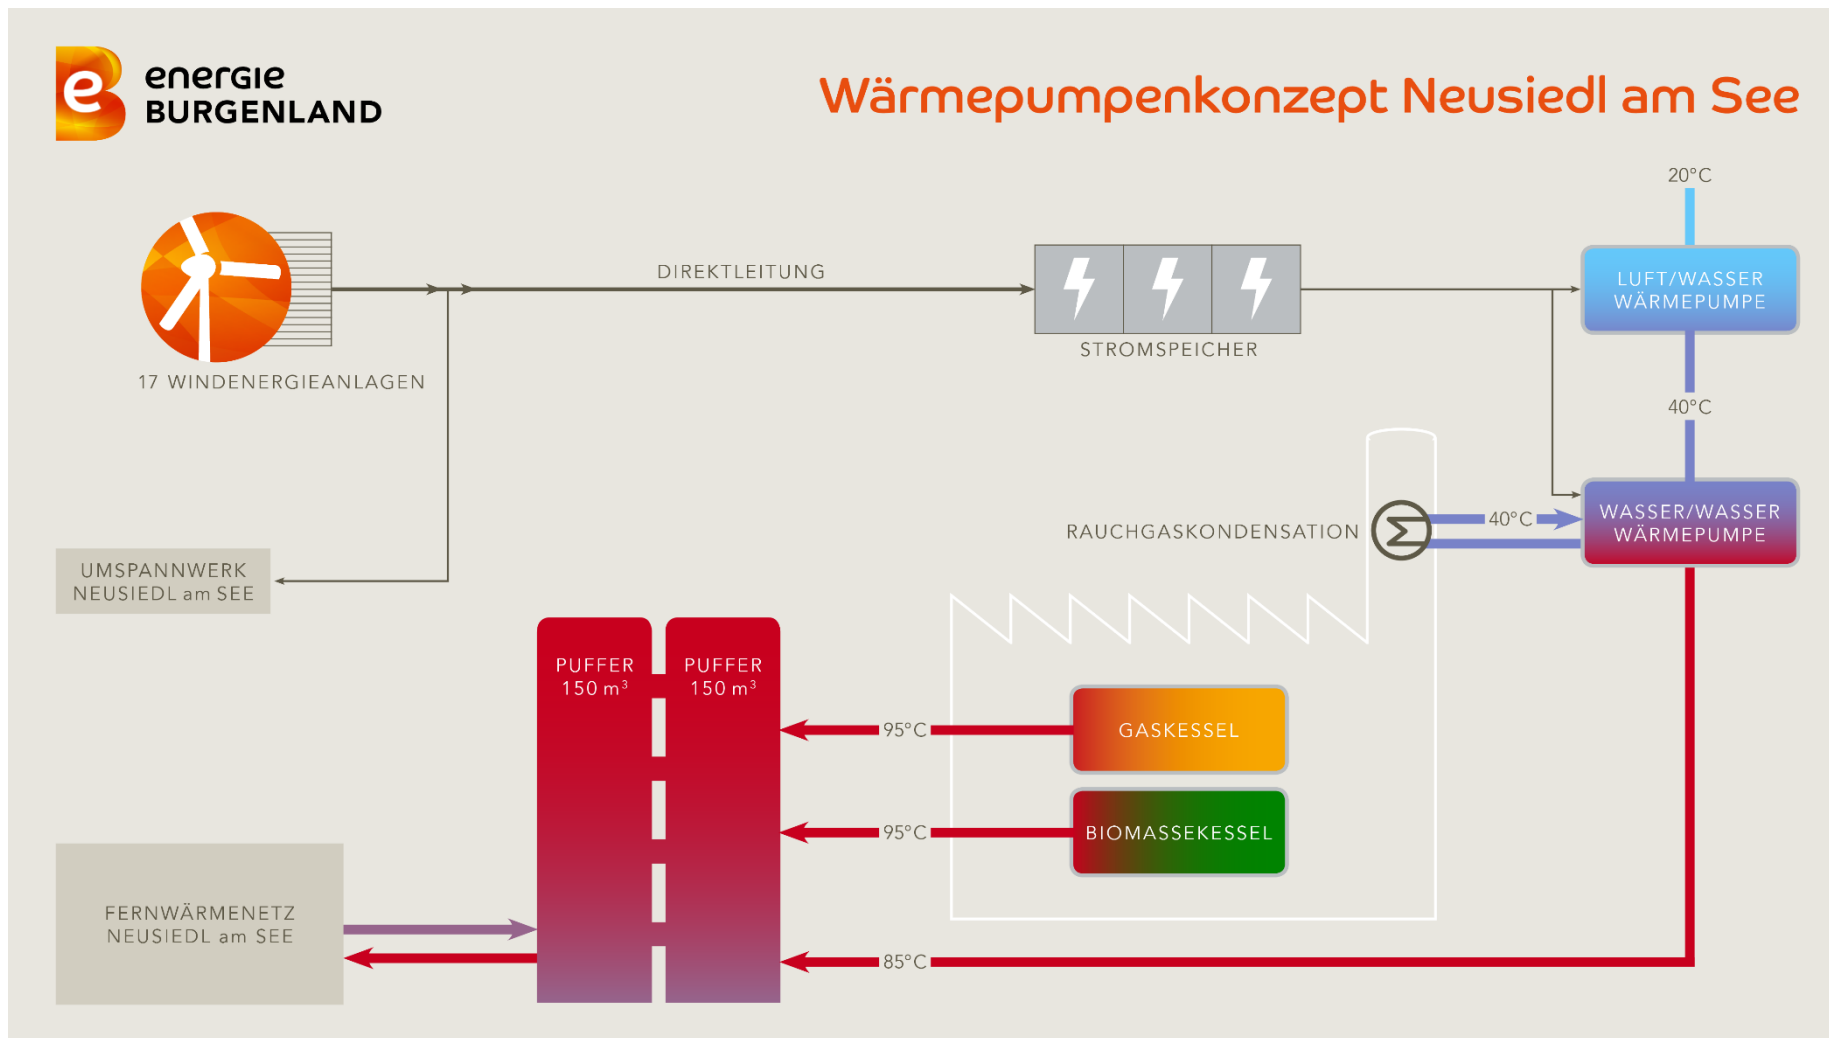 energie
BURGENLAND
Wärmepumpenkonzept Neusiedl am See
20°C
DIREKTLEITUNG
LUFT/WASSER
WÄRMEPUMPE
STROMSPEICHER
17 WINDENERGIEANLAGEN
40°C
WASSER/WASSER
WÄRMEPUMPE
40°C
RAUCHGASKONDENSATION
UMSPANNWERK
NEUSIEDL am SEE
PUFFER
150 m³
PUFFER
150 m³
95°C
GASKESSEL
95°C
BIOMASSEKESSEL
FERNWÄRMENETZ
NEUSIEDL am SEE
85°C